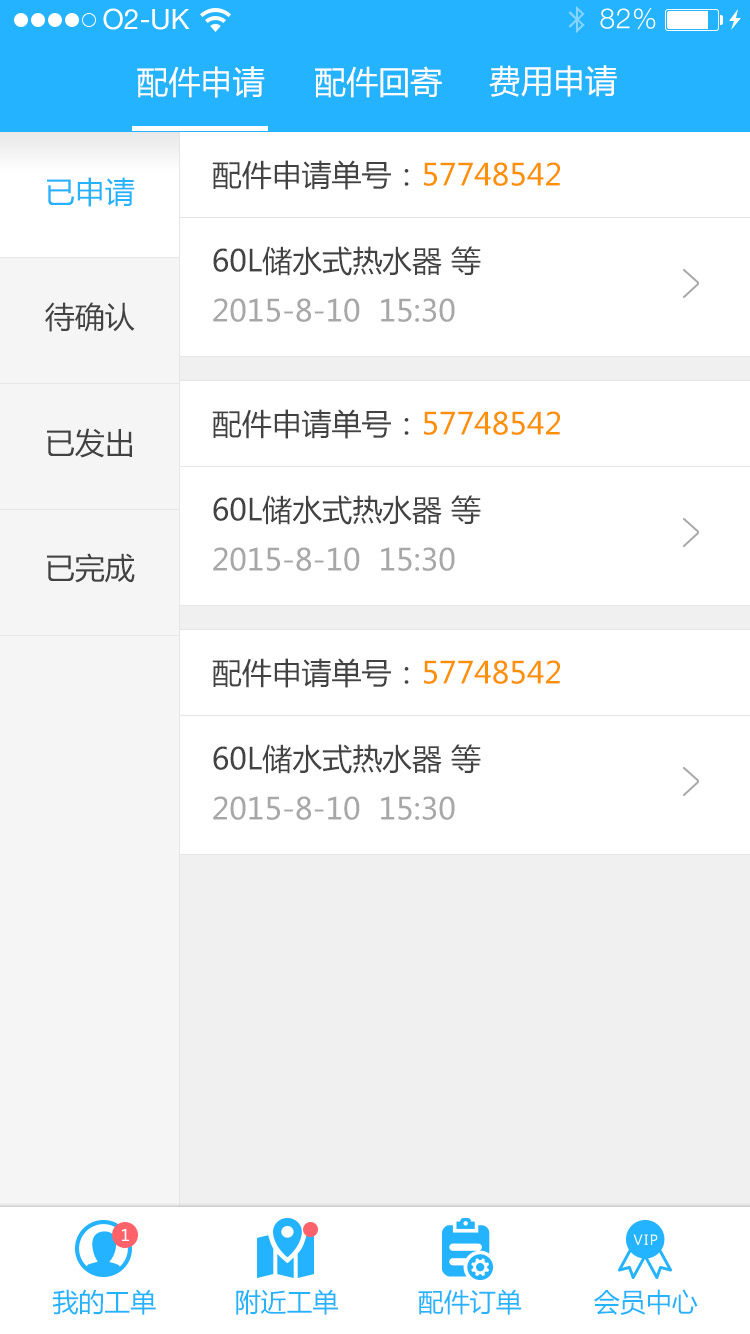 O2-UK 82%
配件申请 配件回寄 费用申请
已申请
待确认
已发出
已完成
配件申请单号：57748542
60L储水式热水器 等
2015-8-10 15:30
配件申请单号：57748542
60L储水式热水器 等
2015-8-10 15:30
配件申请单号：57748542
60L储水式热水器 等
2015-8-10 15:30
1 VIP
我的工单 附近工单 配件订单 会员中心